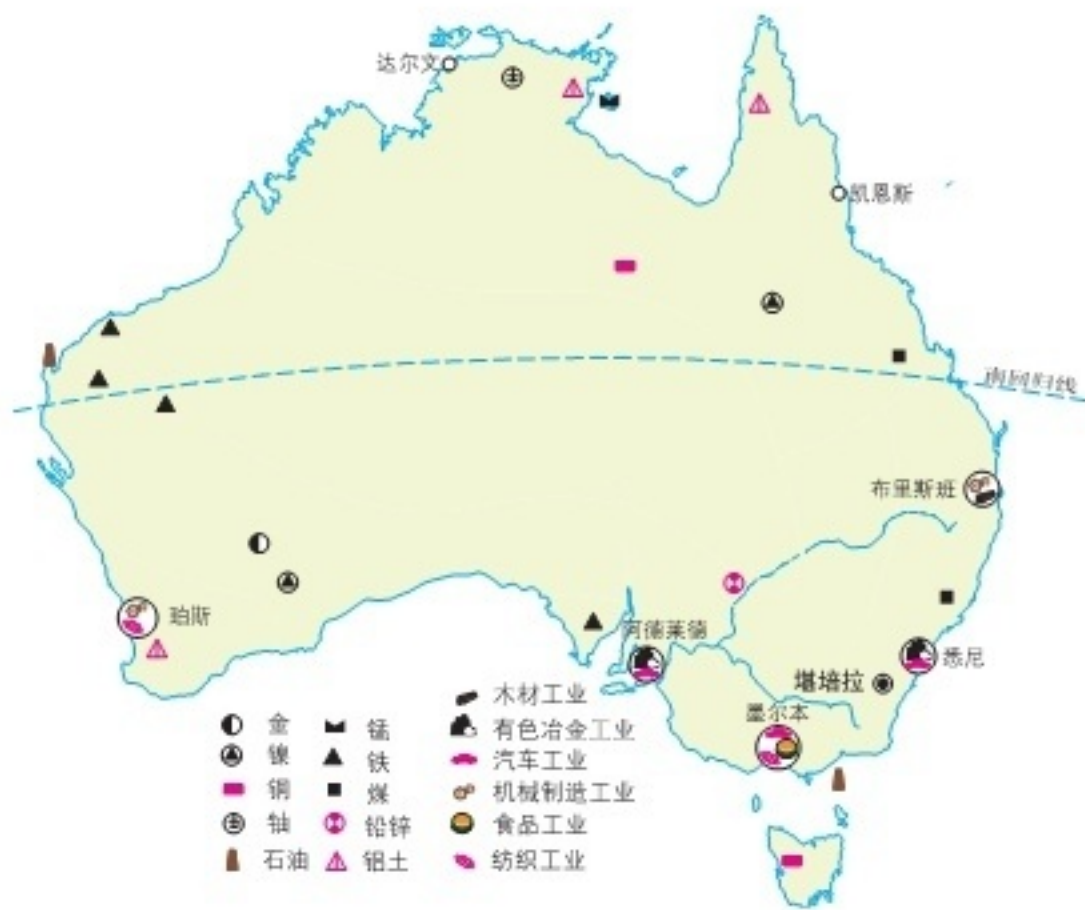 达尔文
凯恩斯
南回归线
布里斯班
珀斯
阿德莱德
悉尼
堪培拉
墨尔本
金
锰
木材工业
有色冶金工业
镍
铁
汽车工业
铜
煤
机械制造工业
铀
铅锌
食品工业
石油
铝土
纺织工业